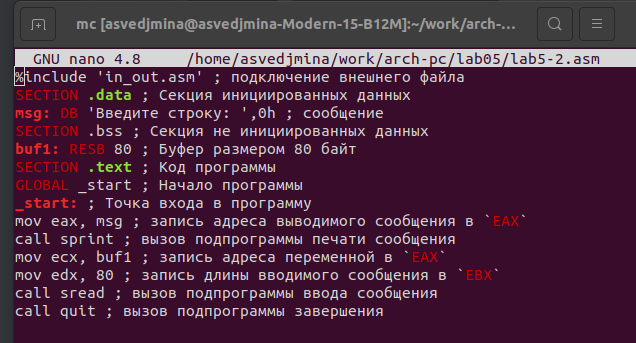 mc [asvedjmina@asvedjmina-Modern-15-B12M]:~/work/arch-...
GNU nano 4.8 /home/asvedjmina/work/arch-pc/lab05/lab5-2.asm
%include 'in_out.asm' ; подключение внешнего файла
SECTION .data ; Секция инициированных данных
msg: DB 'Введите строку: ',0h ; сообщение
SECTION .bss ; Секция не инициированных данных
buf1: RESB 80 ; Буфер размером 80 байт
SECTION .text ; Код программы
GLOBAL _start ; Начало программы
_start: ; Точка входа в программу
mov eax, msg ; запись адреса выводимого сообщения в `EAX`
call sprint ; вызов подпрограммы печати сообщения
mov ecx, buf1 ; запись адреса переменной в `EAX`
mov edx, 80 ; запись длины вводимого сообщения в `EBX`
call sread ; вызов подпрограммы ввода сообщения
call quit ; вызов подпрограммы завершения